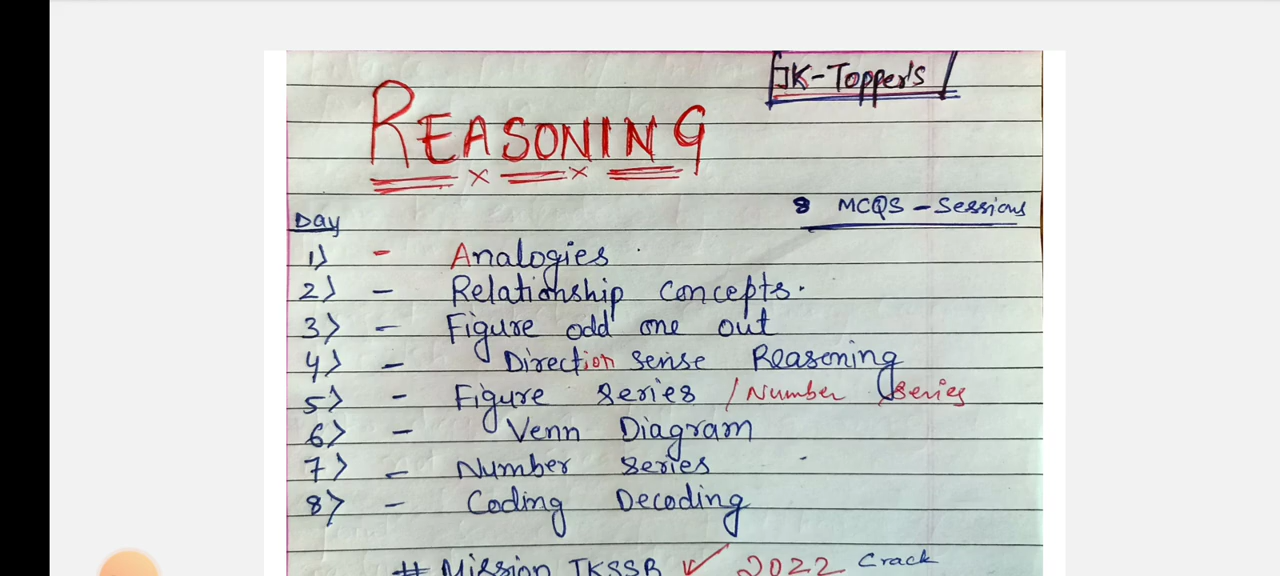 JK-Topper's
REASONING
8 MCQS - Sessions
Day
1) - Analogies
2) - Relationship concepts.
3) - Figure odd one out
4) - Direction sense Reasoning
5) - Figure series / Number series
6) - Venn Diagram
7) - Number series
8) - Coding Decoding
# Mission JKSSB ✓ 2022 Crack